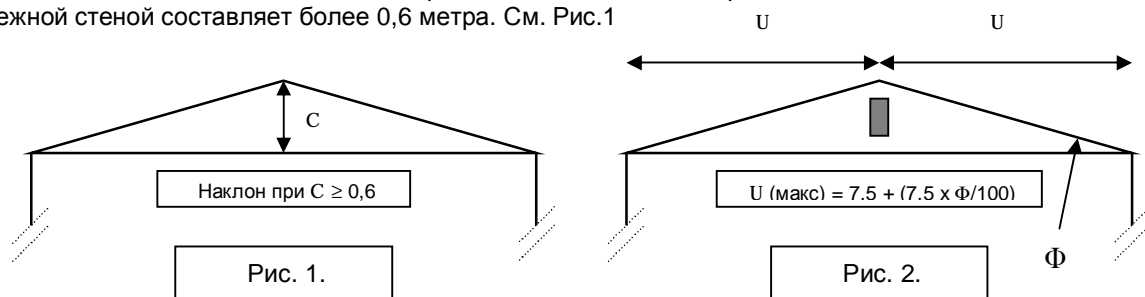 ежной стеной составляет более 0,6 метра. См. Рис.1
U U
C
Наклон при C ≥ 0,6
U (макс) = 7.5 + (7.5 x Ф/100)
Ф
Рис. 1.
Рис. 2.